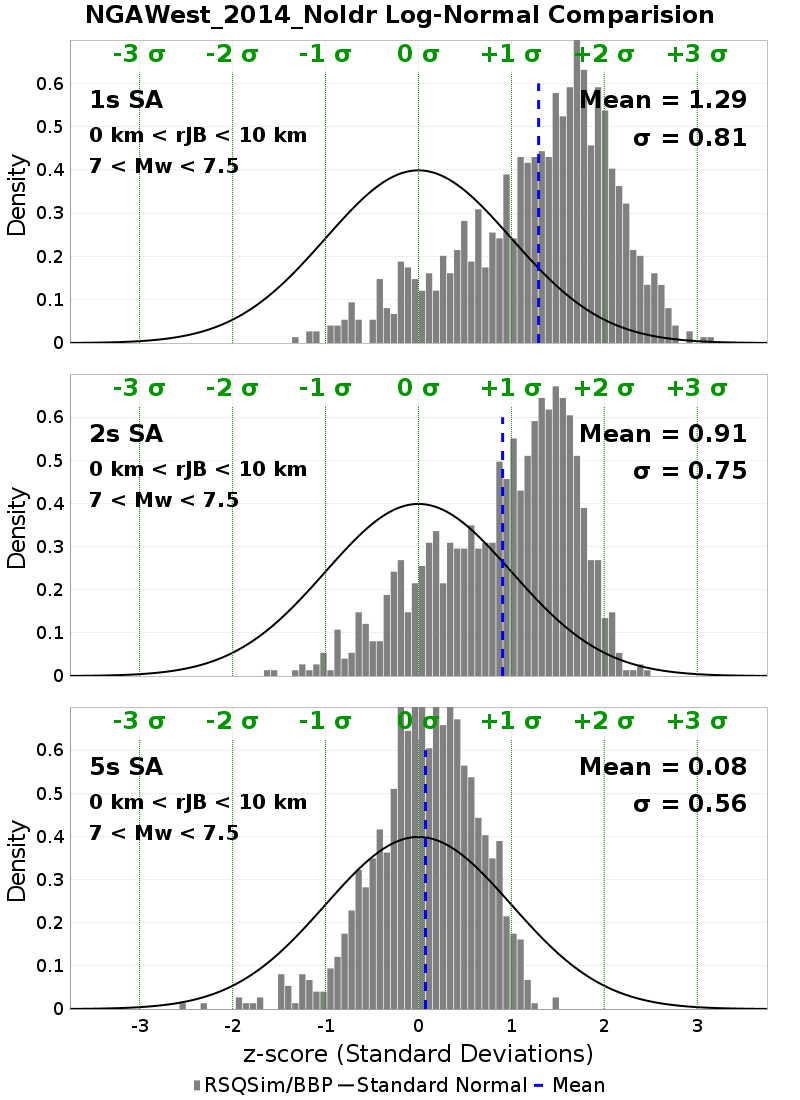 NGAWest_2014_NoIdr Log-Normal Comparision
-3 σ -2 σ -1 σ 0 σ +1 σ +2 σ +3 σ
1s SA
Mean = 1.29
0 km < rJB < 10 km
σ = 0.81
7 < Mw < 7.5
0.6
0.5
0.4
0.3
0.2
0.1
0
Density
-3 σ -2 σ -1 σ 0 σ +1 σ +2 σ +3 σ
2s SA
Mean = 0.91
0 km < rJB < 10 km
σ = 0.75
7 < Mw < 7.5
0.6
0.5
0.4
0.3
0.2
0.1
0
Density
-3 σ -2 σ -1 σ 0 σ +1 σ +2 σ +3 σ
5s SA
Mean = 0.08
0 km < rJB < 10 km
σ = 0.56
7 < Mw < 7.5
0.6
0.5
0.4
0.3
0.2
0.1
0
Density
-3 -2 -1 0 1 2 3
z-score (Standard Deviations)
RSQSim/BBP Standard Normal Mean